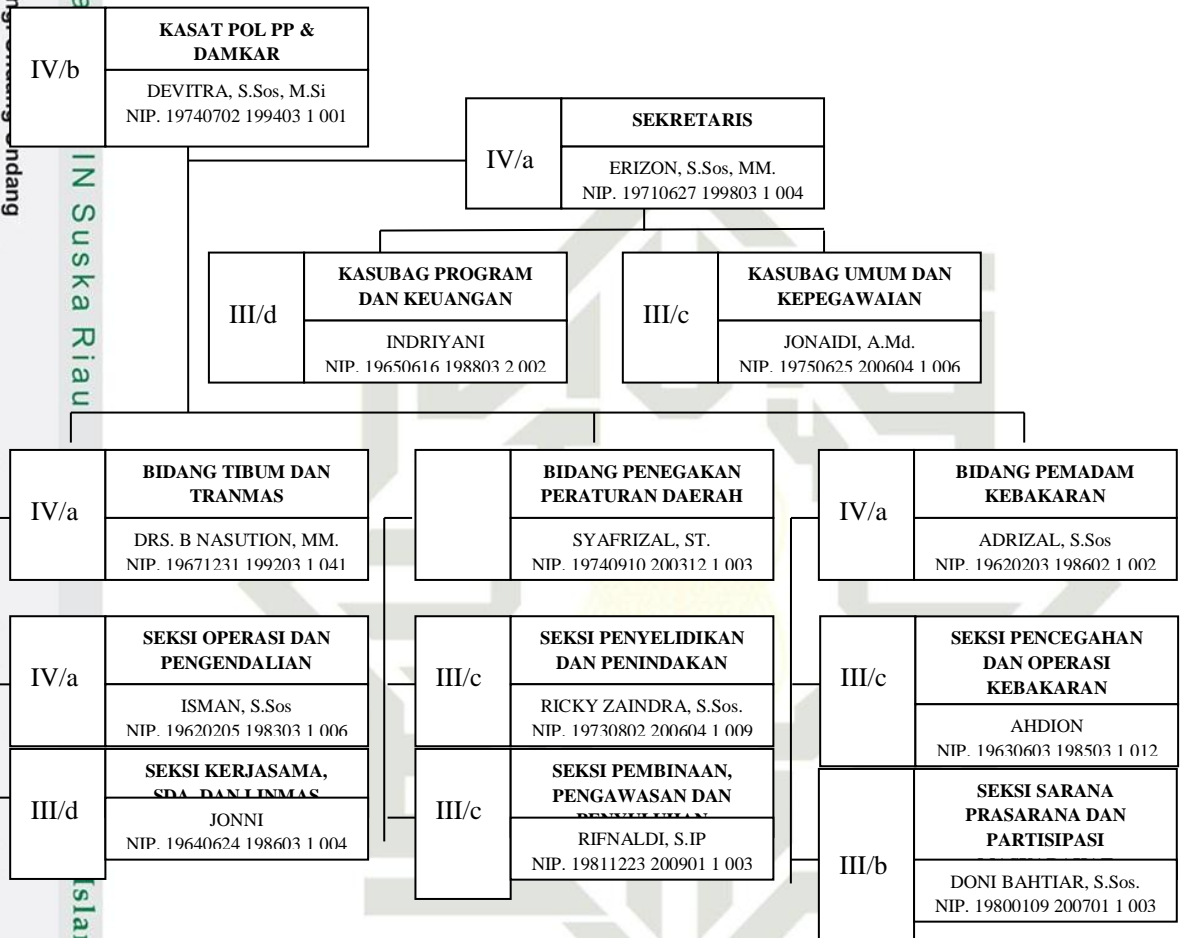 KASAT POL PP &
DAMKAR
IV/b
DEVITRA, S.Sos, M.Si
NIP. 19740702 199403 1 001
SEKRETARIS
IV/a
ERIZON, S.Sos, MM.
NIP. 19710627 199803 1 004
KASUBAG PROGRAM
DAN KEUANGAN
III/d
INDRIYANI
NIP. 19650616 198803 2 002
KASUBAG UMUM DAN
KEPEGAWAIAN
III/c
JONAIDI, A.Md.
NIP. 19750625 200604 1 006
BIDANG TIBUM DAN
TRANMAS
IV/a
DRS. B NASUTION, MM.
NIP. 19671231 199203 1 041
BIDANG PENEGAKAN
PERATURAN DAERAH
SYAFRIZAL, ST.
NIP. 19740910 200312 1 003
BIDANG PEMADAM
KEBAKARAN
IV/a
ADRIZAL, S.Sos
NIP. 19620203 198602 1 002
SEKSI OPERASI DAN
PENGENDALIAN
IV/a
ISMAN, S.Sos
NIP. 19620205 198303 1 006
SEKSI PENYELIDIKAN
DAN PENINDAKAN
III/c
RICKY ZAINDRA, S.Sos.
NIP. 19730802 200604 1 009
SEKSI PENCEGAHAN
DAN OPERASI
KEBAKARAN
III/c
AHDION
NIP. 19630603 198503 1 012
SEKSI KERJASAMA,
SDA, DAN LINMAS
III/d
JONNI
NIP. 19640624 198603 1 004
SEKSI PEMBINAAN,
PENGAWASAN DAN
III/c
RIFNALDI, S.IP
NIP. 19811223 200901 1 003
SEKSI SARANA
PRASARANA DAN
PARTISIPASI
III/b
DONI BAHTIAR, S.Sos.
NIP. 19800109 200701 1 003
IN Suska Riau